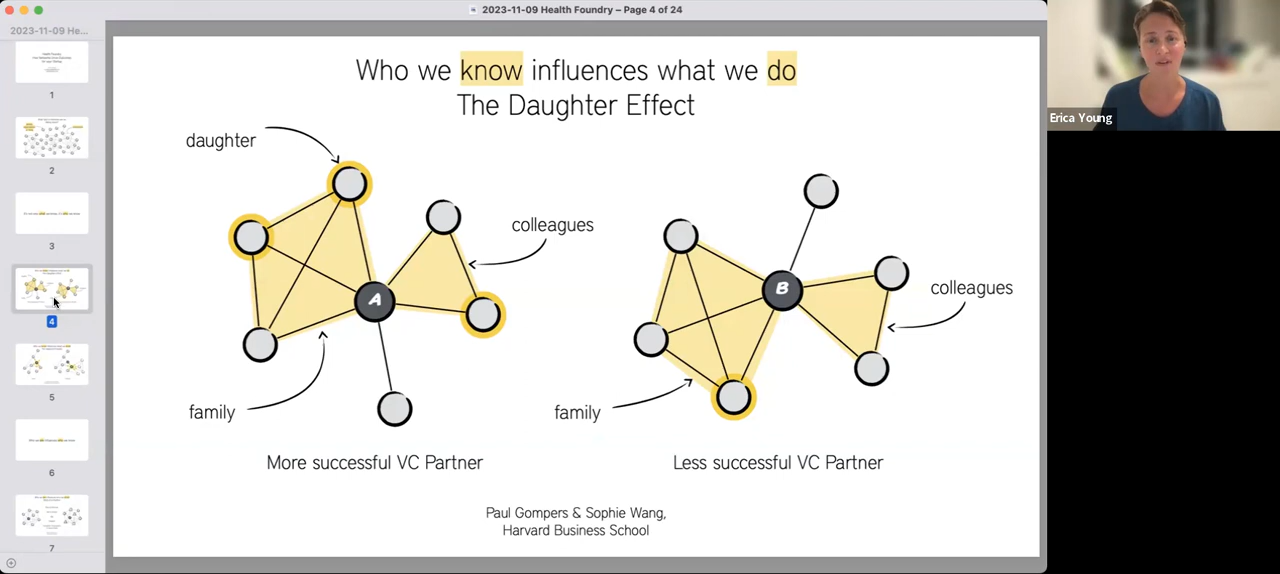 2023-11-09 Health Foundry – Page 4 of 24
2023-11-09 He...
1
2
3
4
5
6
7
Who we know influences what we do
The Daughter Effect
daughter
colleagues
A
family
More successful VC Partner
B
colleagues
family
Less successful VC Partner
Paul Gompers & Sophie Wang,
Harvard Business School
Erica Young